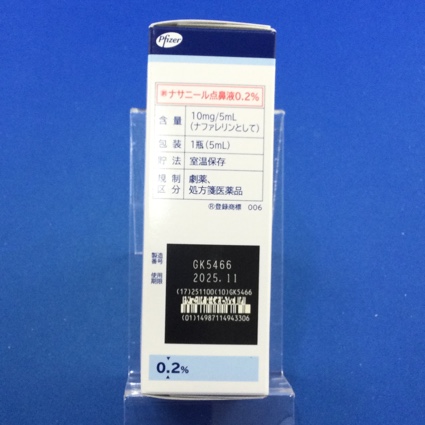 Pfizer
劇ナサニール点鼻液0.2%
含量 10mg/5mL
(ナファレリンとして)
包装 1瓶(5mL)
貯法 室温保存
規制 劇薬、
区分 処方箋医薬品
®登録商標 006
製造番号 GK5466
使用期限 2025.11
(17)251100(10)GK5466
(01)14987114943306
0.2%